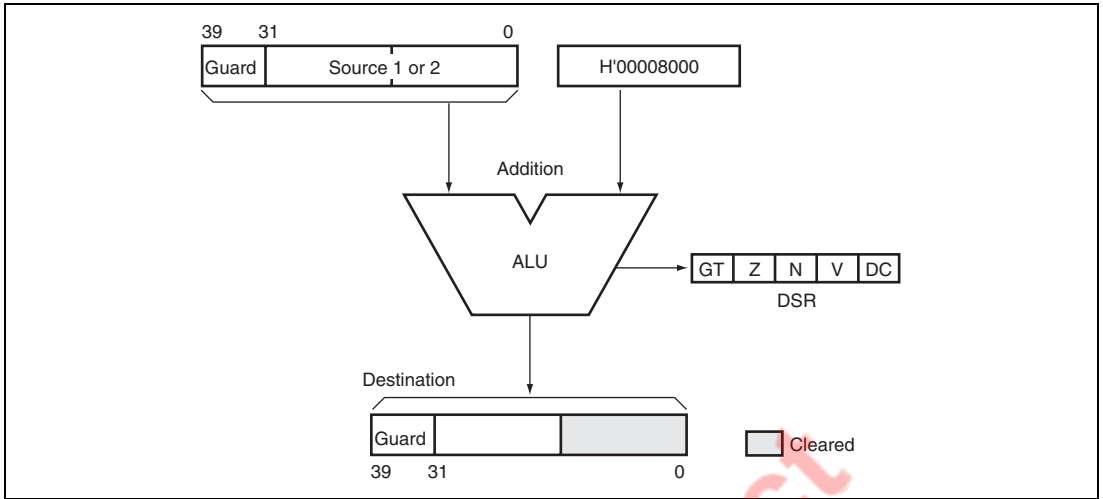 39 31 0
Guard Source 1 or 2 H'00008000
Addition
ALU
GT Z N V DC
DSR
Destination
Guard
Cleared
39 31 0